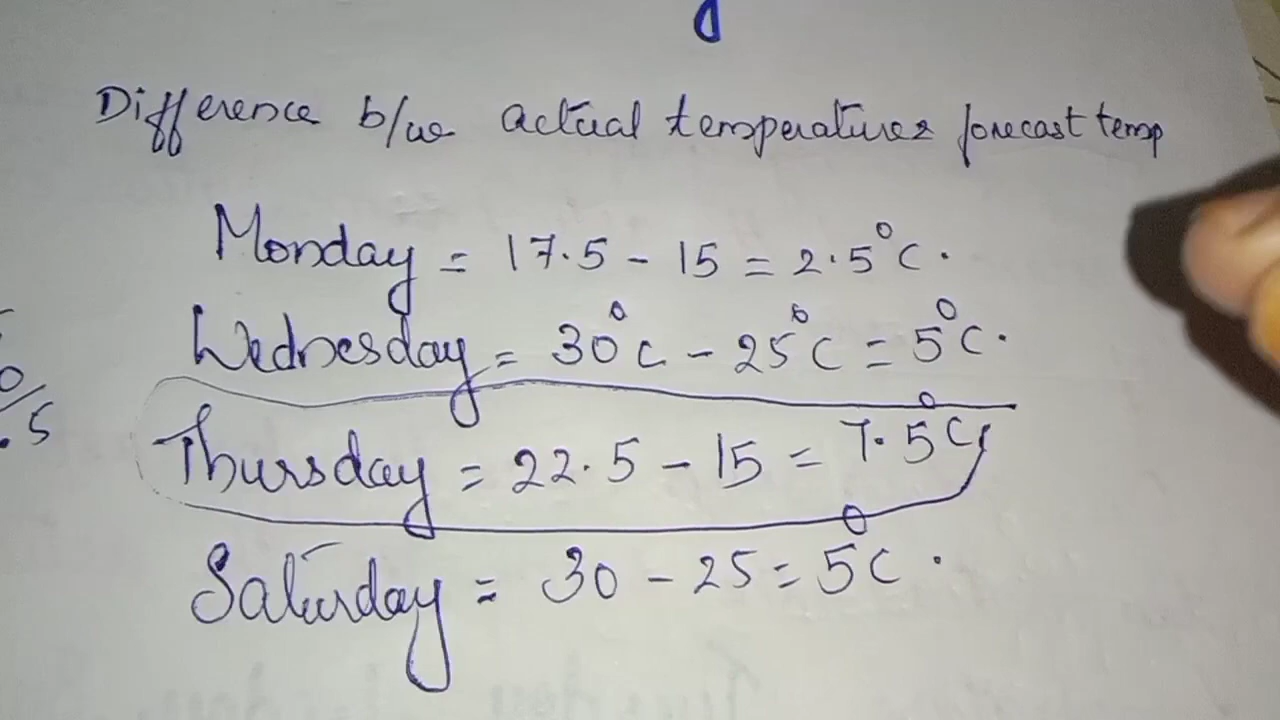 Difference b/w actual temperature & forecast temp
Monday = 17.5 - 15 = 2.5°C.
Wednesday = 30°C - 25°C = 5°C.
Thursday = 22.5 - 15 = 7.5°C
Saturday = 30 - 25 = 5°C.